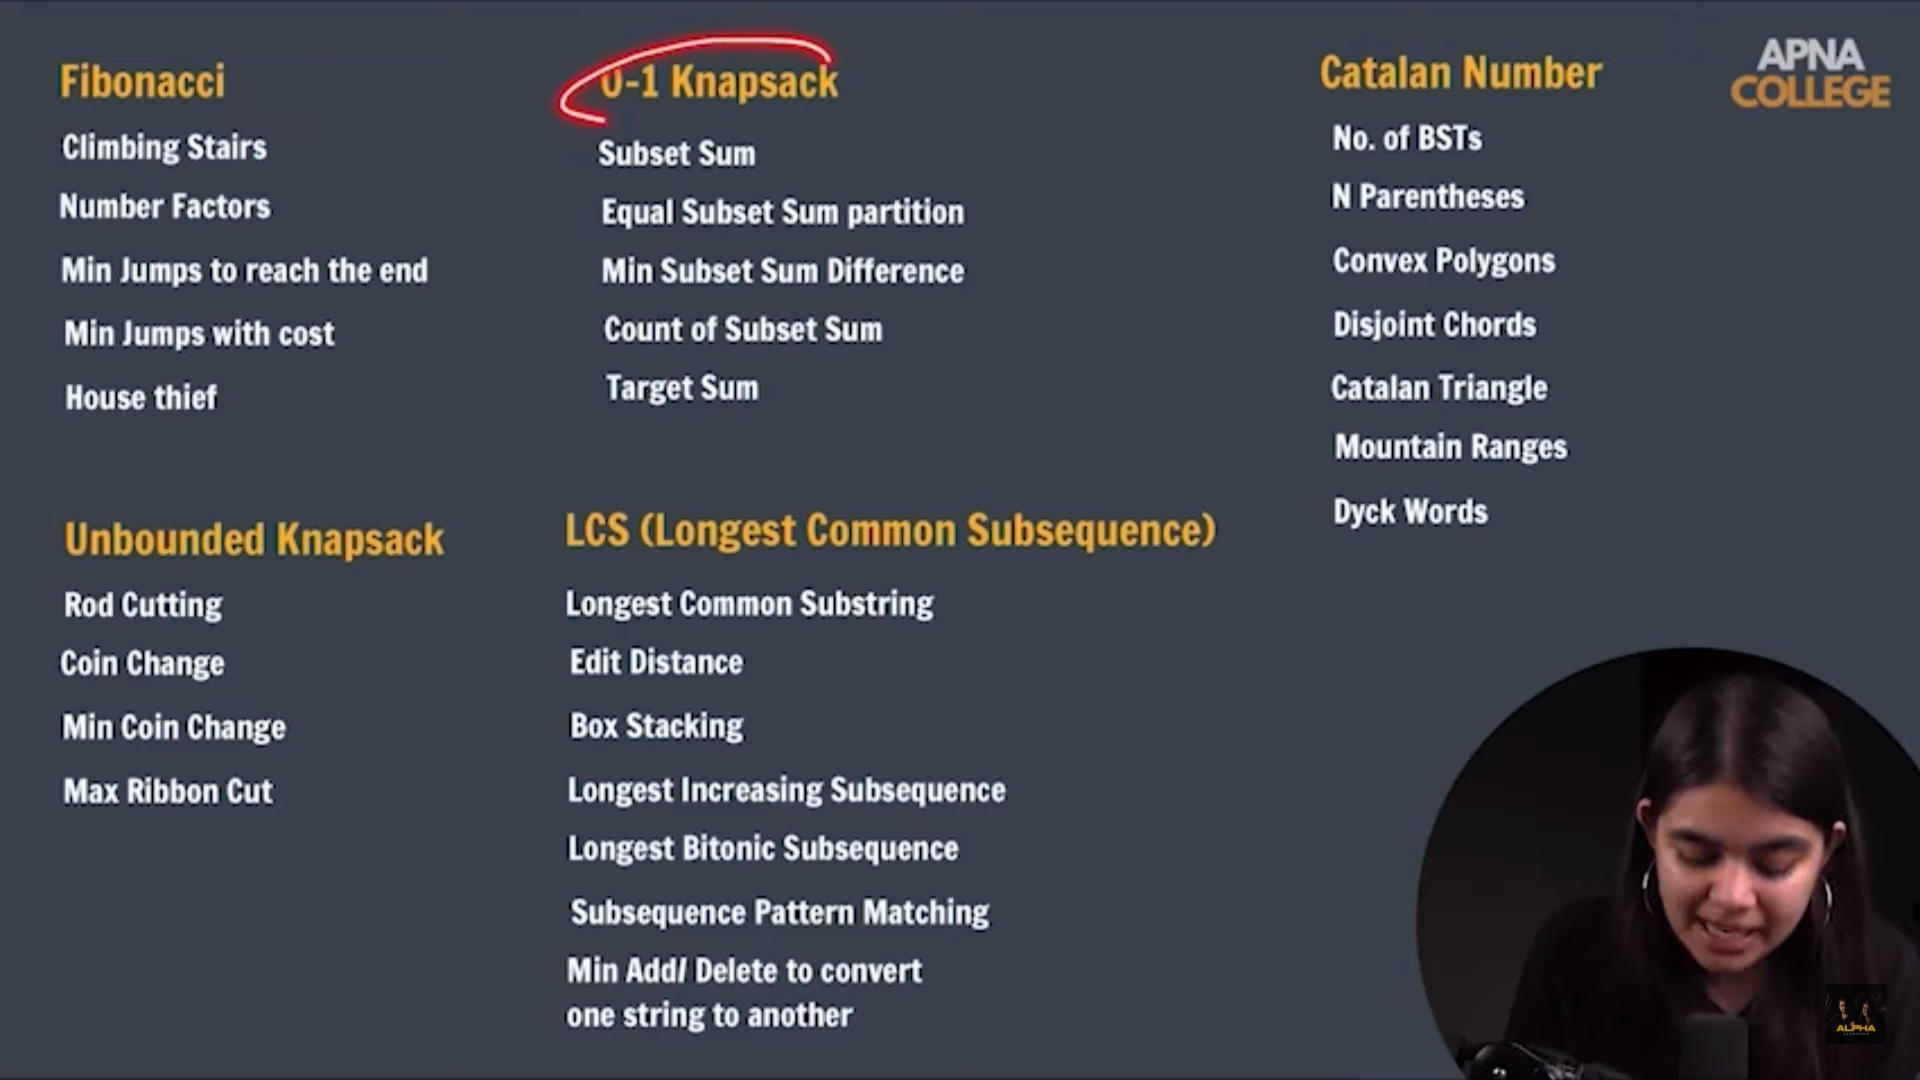 Fibonacci
Climbing Stairs
Number Factors
Min Jumps to reach the end
Min Jumps with cost
House thief
0-1 Knapsack
Subset Sum
Equal Subset Sum partition
Min Subset Sum Difference
Count of Subset Sum
Target Sum
Catalan Number
No. of BSTs
N Parentheses
Convex Polygons
Disjoint Chords
Catalan Triangle
Mountain Ranges
Dyck Words
APNA
COLLEGE
Unbounded Knapsack
Rod Cutting
Coin Change
Min Coin Change
Max Ribbon Cut
LCS (Longest Common Subsequence)
Longest Common Substring
Edit Distance
Box Stacking
Longest Increasing Subsequence
Longest Bitonic Subsequence
Subsequence Pattern Matching
Min Add/ Delete to convert
one string to another
ALPHA